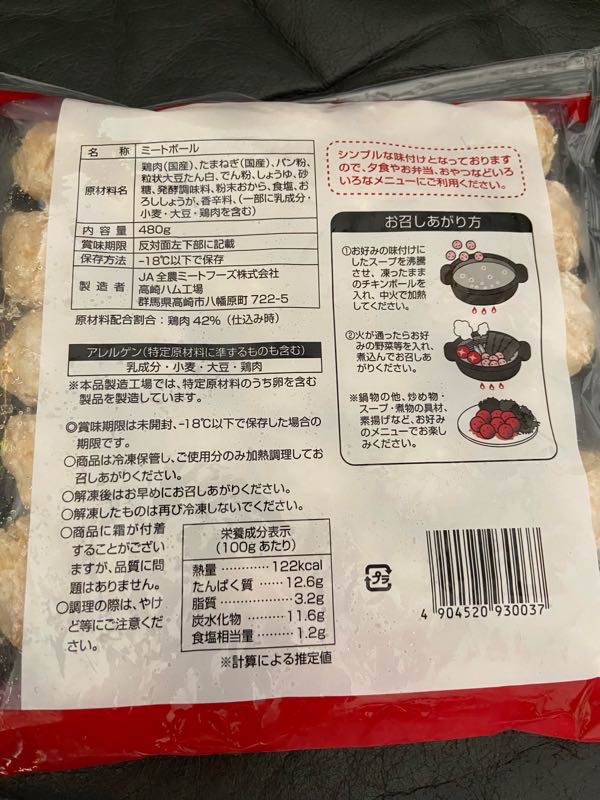 名 称 ミートボール
原材料名 鶏肉(国産)、たまねぎ(国産)、パン粉、
粒状大豆たん白、でん粉、しょうゆ、砂
糖、発酵調味料、粉末おから、食塩、お
ろししょうが、香辛料、(一部に乳成分・
小麦・大豆・鶏肉を含む)
内 容 量 480g
賞味期限 反対面左下部に記載
保存方法 -18℃以下で保存
製 造 者 JA全農ミートフーズ株式会社
高崎ハム工場
群馬県高崎市八幡原町722-5
原材料配合割合:鶏肉42%(仕込み時)
アレルゲン(特定原材料に準ずるものも含む)
乳成分・小麦・大豆・鶏肉
※本品製造工場では、特定原材料のうち卵を含む
製品を製造しています。
◎賞味期限は未開封、-18℃以下で保存した場合の
期限です。
○商品は冷凍保管し、ご使用分のみ加熱調理してお
召しあがりください。
○解凍後はお早めにお召しあがりください。
○解凍したものは再び冷凍しないでください。
○商品に霜が付着
することがござい
ますが、品質に問
題はありません。
○調理の際は、やけ
ど等にご注意くだ
さい。
栄養成分表示
(100gあたり)
熱量…………122kcal
たんぱく質……12.6g
脂質……………3.2g
炭水化物………11.6g
食塩相当量………1.2g
※計算による推定値
シンプルな味付けとなっております
ので、夕食やお弁当、おやつなどいろ
いろなメニューにご利用ください。
お召しあがり方
①お好みの味付けに
したスープを沸騰
させ、凍ったまま
のチキンボールを
入れ、中火で加熱
してください。
②火が通ったらお好
みの野菜等を入れ、
煮込んでお召しあ
がりください。
※鍋物の他、炒め物・
スープ・煮物の具材、
素揚げなど、お好み
のメニューでお楽し
みください。
プラ
4 904520 930037